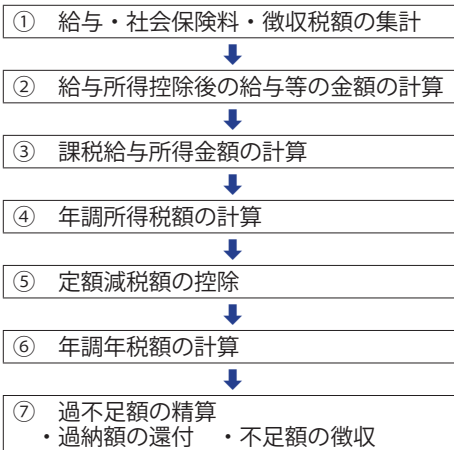 ① 給与・社会保険料・徴収税額の集計
② 給与所得控除後の給与等の金額の計算
③ 課税給与所得金額の計算
④ 年調所得税額の計算
⑤ 定額減税額の控除
⑥ 年調年税額の計算
⑦ 過不足額の精算
・過納額の還付 ・不足額の徴収